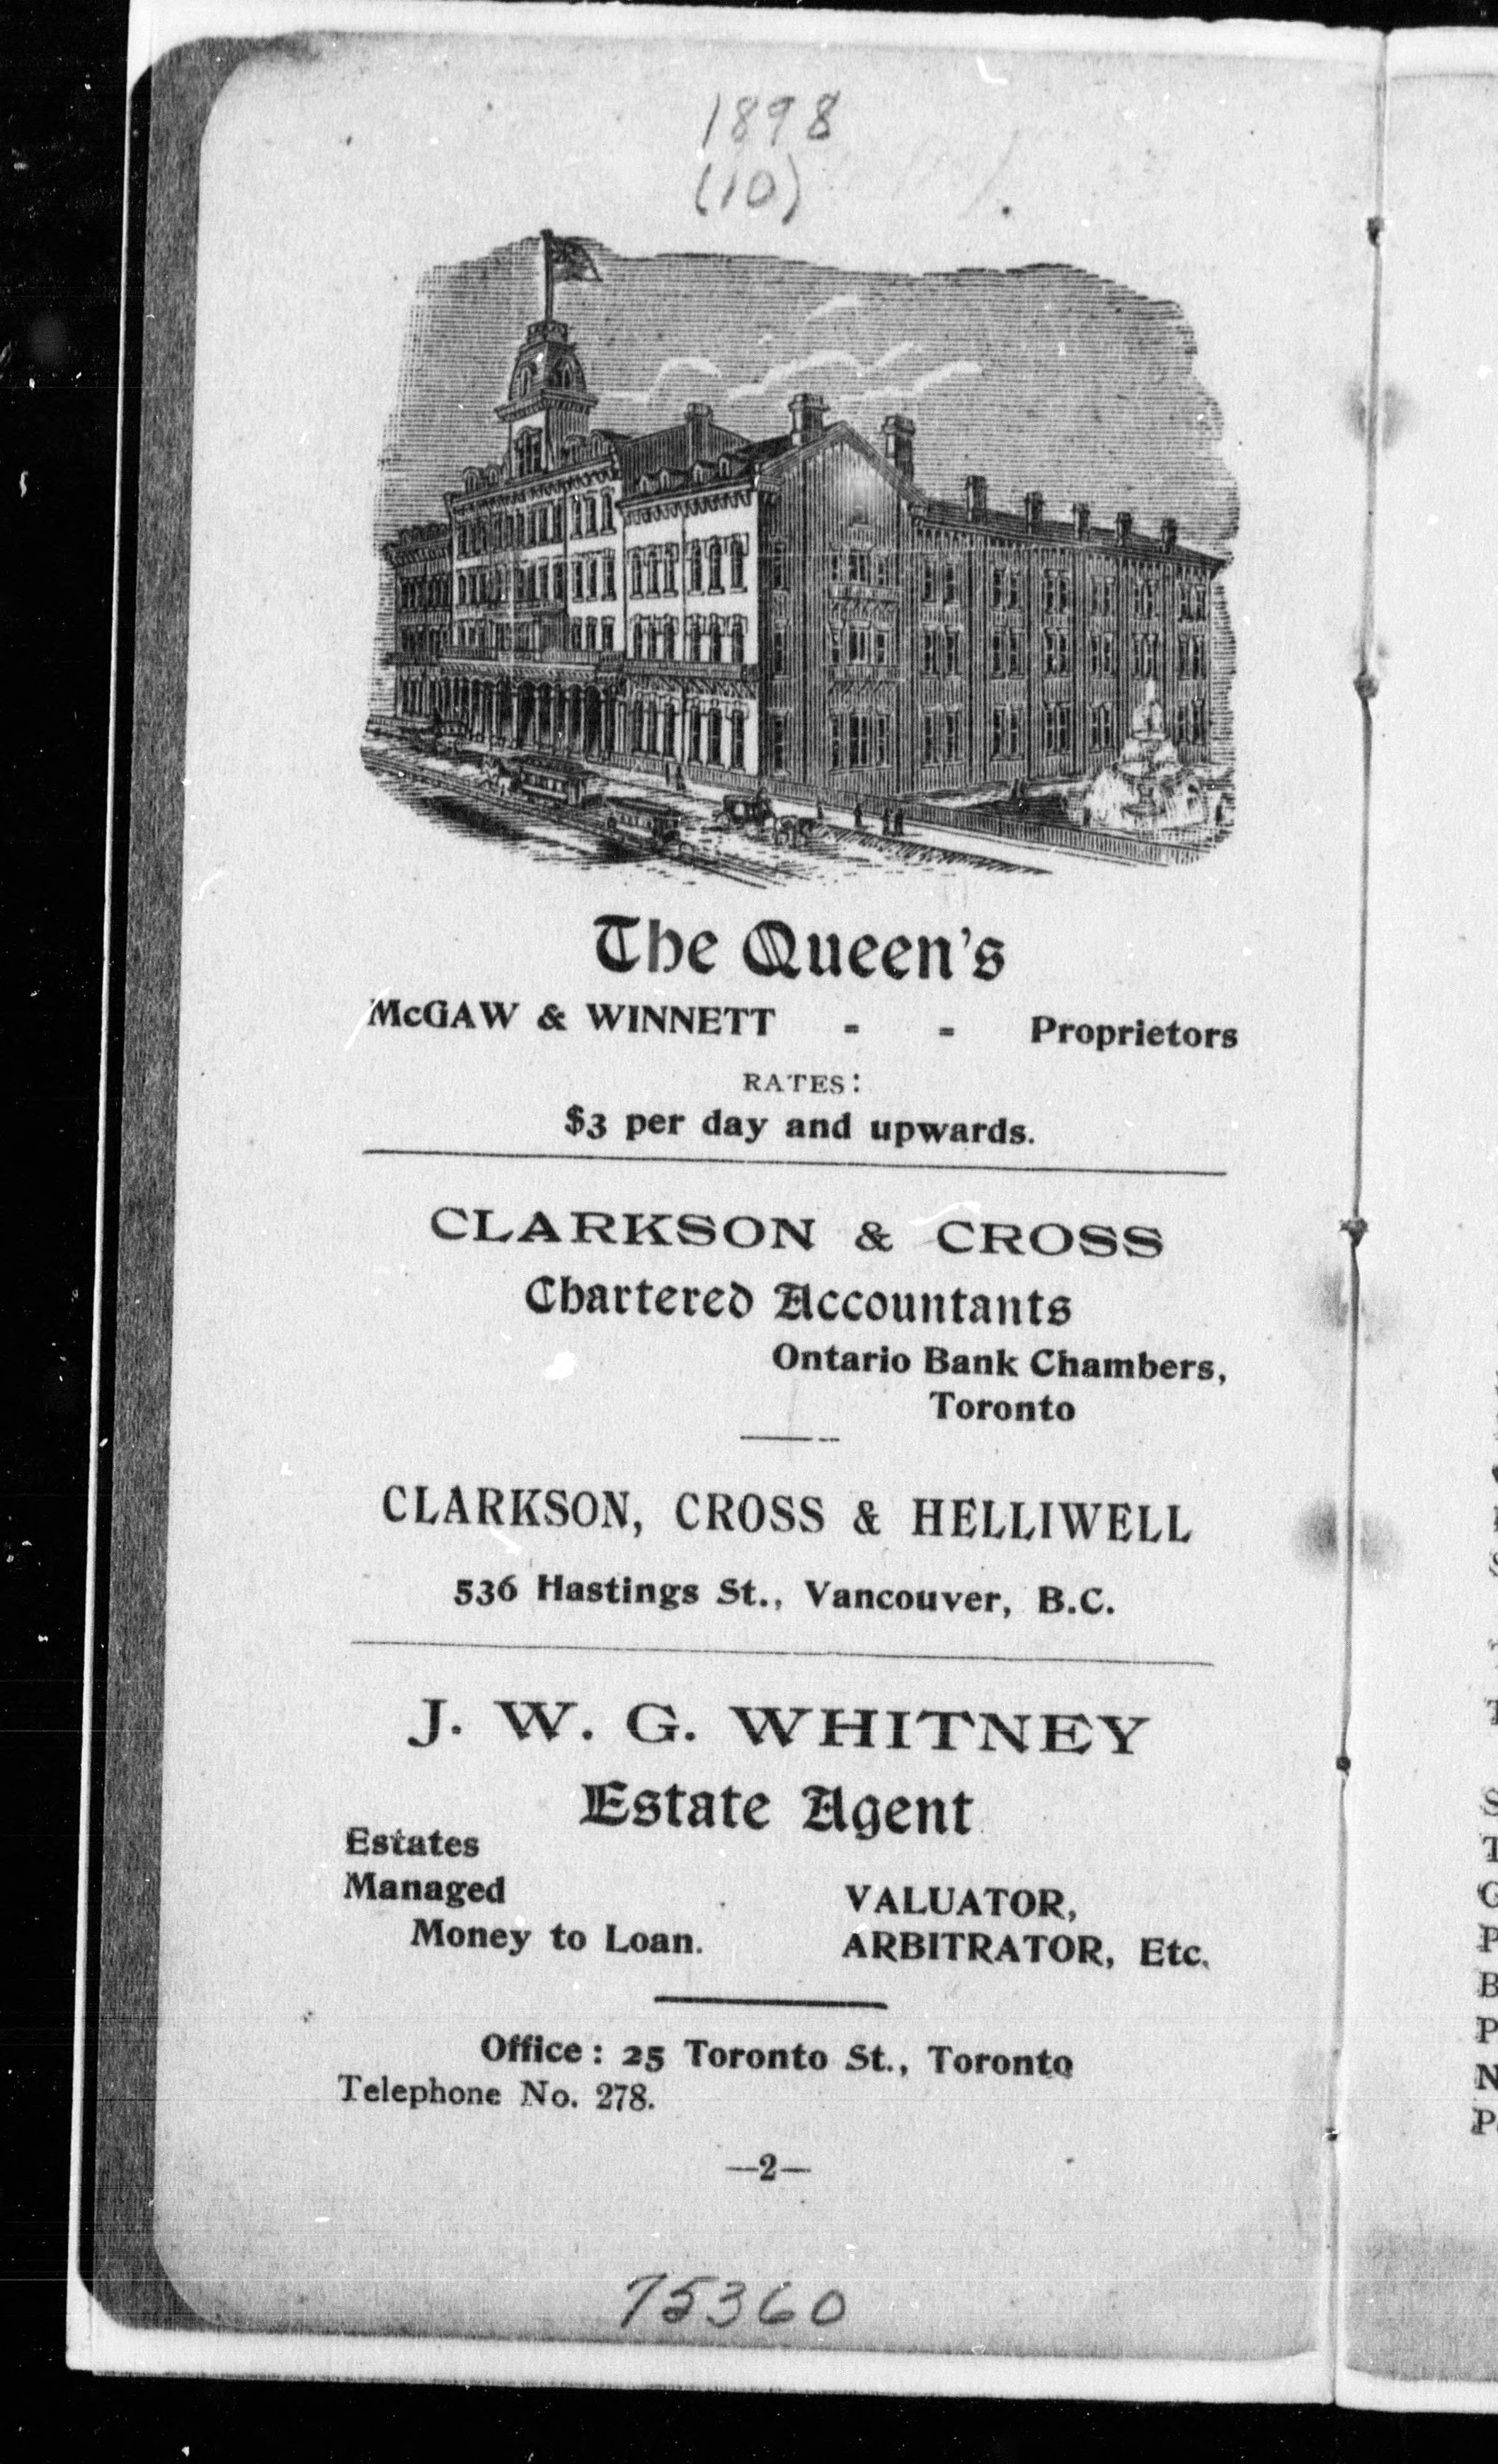 1898
(10)
The Queen's
McGAW & WINNETT - - Proprietors
RATES:
$3 per day and upwards.
CLARKSON & CROSS
Chartered Accountants
Ontario Bank Chambers,
Toronto
CLARKSON, CROSS & HELLIWELL
536 Hastings St., Vancouver, B.C.
J. W. G. WHITNEY
Estate Agent
Estates
Managed
Money to Loan.
VALUATOR,
ARBITRATOR, Etc.
Office: 25 Toronto St., Toronto
Telephone No. 278.
—2—
75360